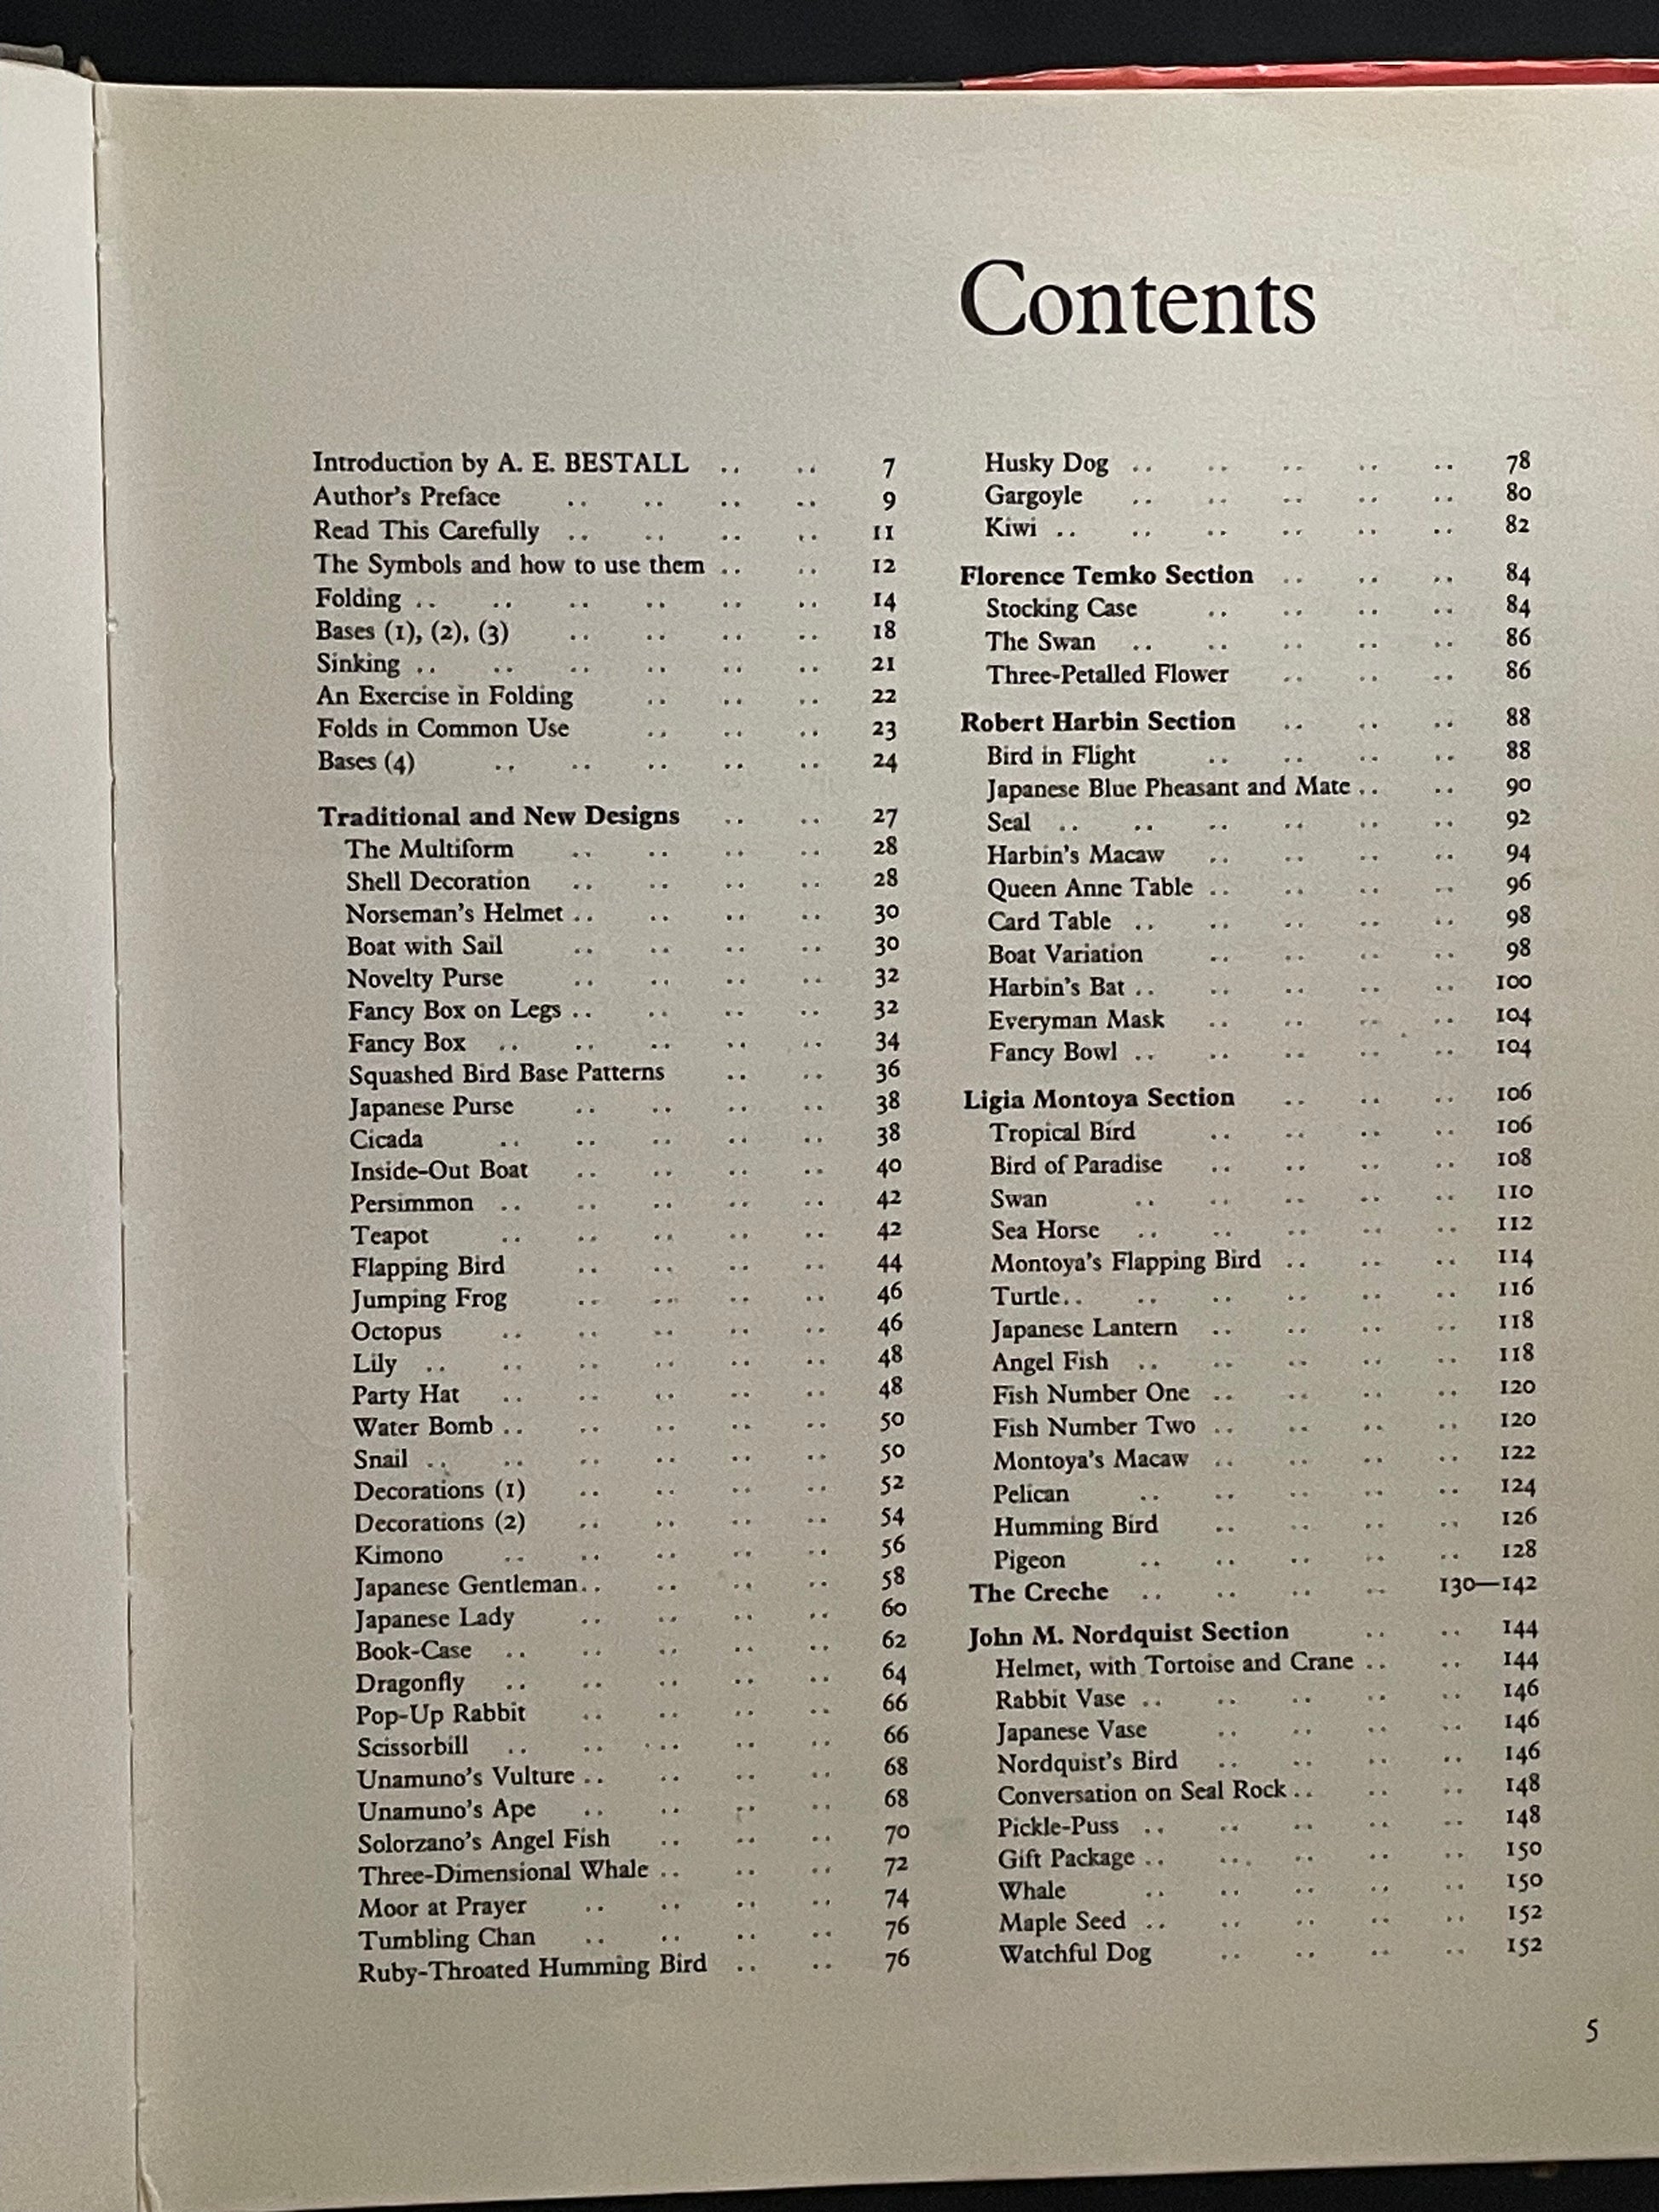 Contents
Introduction by A. E. BESTALL .. .. 7
Author's Preface .. .. .. .. 9
Read This Carefully .. .. .. .. 11
The Symbols and how to use them .. .. 12
Folding .. .. .. .. .. .. 14
Bases (1), (2), (3) .. .. .. .. 18
Sinking .. .. .. .. .. .. 21
An Exercise in Folding .. .. .. 22
Folds in Common Use .. .. .. 23
Bases (4) .. .. .. .. .. 24
Traditional and New Designs .. .. 27
The Multiform .. .. .. .. 28
Shell Decoration .. .. .. .. 28
Norseman's Helmet .. .. .. .. 30
Boat with Sail .. .. .. .. 30
Novelty Purse .. .. .. .. 32
Fancy Box on Legs .. .. .. .. 32
Fancy Box .. .. .. .. .. 34
Squashed Bird Base Patterns .. .. 36
Japanese Purse .. .. .. .. 38
Cicada .. .. .. .. .. 38
Inside-Out Boat .. .. .. .. 40
Persimmon .. .. .. .. .. 42
Teapot .. .. .. .. .. 42
Flapping Bird .. .. .. .. 44
Jumping Frog .. .. .. .. 46
Octopus .. .. .. .. .. 46
Lily .. .. .. .. .. .. 48
Party Hat .. .. .. .. .. 48
Water Bomb .. .. .. .. .. 50
Snail .. .. .. .. .. .. 50
Decorations (1) .. .. .. .. 52
Decorations (2) .. .. .. .. 54
Kimono .. .. .. .. .. 56
Japanese Gentleman .. .. .. .. 58
Japanese Lady .. .. .. .. 60
Book-Case .. .. .. .. .. 62
Dragonfly .. .. .. .. .. 64
Pop-Up Rabbit .. .. .. .. 66
Scissorbill .. .. .. .. .. 66
Unamuno's Vulture .. .. .. .. 68
Unamuno's Ape .. .. .. .. 68
Solorzano's Angel Fish .. .. .. 70
Three-Dimensional Whale .. .. .. 72
Moor at Prayer .. .. .. .. 74
Tumbling Chan .. .. .. .. 76
Ruby-Throated Humming Bird .. .. 76
Husky Dog .. .. .. .. .. 78
Gargoyle .. .. .. .. .. 80
Kiwi .. .. .. .. .. .. 82
Florence Temko Section .. .. .. 84
Stocking Case .. .. .. .. 84
The Swan .. .. .. .. .. 86
Three-Petalled Flower .. .. .. 86
Robert Harbin Section .. .. .. 88
Bird in Flight .. .. .. .. 88
Japanese Blue Pheasant and Mate .. .. 90
Seal .. .. .. .. .. .. 92
Harbin's Macaw .. .. .. .. 94
Queen Anne Table .. .. .. .. 96
Card Table .. .. .. .. .. 98
Boat Variation .. .. .. .. 98
Harbin's Bat .. .. .. .. .. 100
Everyman Mask .. .. .. .. 104
Fancy Bowl .. .. .. .. .. 104
Ligia Montoya Section .. .. .. 106
Tropical Bird .. .. .. .. 106
Bird of Paradise .. .. .. .. 108
Swan .. .. .. .. .. 110
Sea Horse .. .. .. .. .. 112
Montoya's Flapping Bird .. .. .. 114
Turtle .. .. .. .. .. .. 116
Japanese Lantern .. .. .. .. 118
Angel Fish .. .. .. .. .. 118
Fish Number One .. .. .. .. 120
Fish Number Two .. .. .. .. 120
Montoya's Macaw .. .. .. .. 122
Pelican .. .. .. .. .. 124
Humming Bird .. .. .. .. 126
Pigeon .. .. .. .. .. 128
The Creche .. .. .. .. 130—142
John M. Nordquist Section .. .. 144
Helmet, with Tortoise and Crane .. .. 144
Rabbit Vase .. .. .. .. .. 146
Japanese Vase .. .. .. .. 146
Nordquist's Bird .. .. .. .. 146
Conversation on Seal Rock .. .. .. 148
Pickle-Puss .. .. .. .. .. 148
Gift Package .. .. .. .. .. 150
Whale .. .. .. .. .. 150
Maple Seed .. .. .. .. .. 152
Watchful Dog .. .. .. .. 152
5